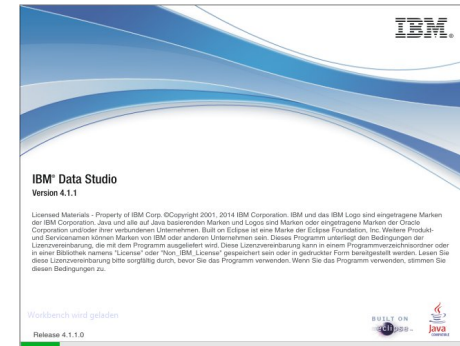 IBM®
IBM® Data Studio
Version 4.1.1
Licensed Materials - Property of IBM Corp. ©Copyright 2001, 2014 IBM Corporation. IBM und das IBM Logo sind eingetragene Marken
der IBM Corporation. Java und alle auf Java basierenden Marken und Logos sind Marken oder eingetragene Marken der Oracle
Corporation und/oder ihrer verbundenen Unternehmen. Built on Eclipse ist eine Marke der Eclipse Foundation, Inc. Weitere Produkt-
und Servicenamen können Marken von IBM oder anderen Unternehmen sein. Dieses Programm unterliegt den Bedingungen der
Lizenzvereinbarung, die mit dem Programm ausgeliefert wird. Diese Lizenzvereinbarung kann in einem Programmverzeichnisordner oder
in einer Bibliothek namens "License" oder "Non_IBM_License" gespeichert sein oder in gedruckter Form bereitgestellt werden. Lesen Sie
diese Lizenzvereinbarung bitte sorgfältig durch, bevor Sie das Programm verwenden. Wenn Sie das Programm verwenden, stimmen Sie
diesen Bedingungen zu.
Workbench wird geladen
BUILT ON
eclipse
Java
COMPATIBLE
Release 4.1.1.0